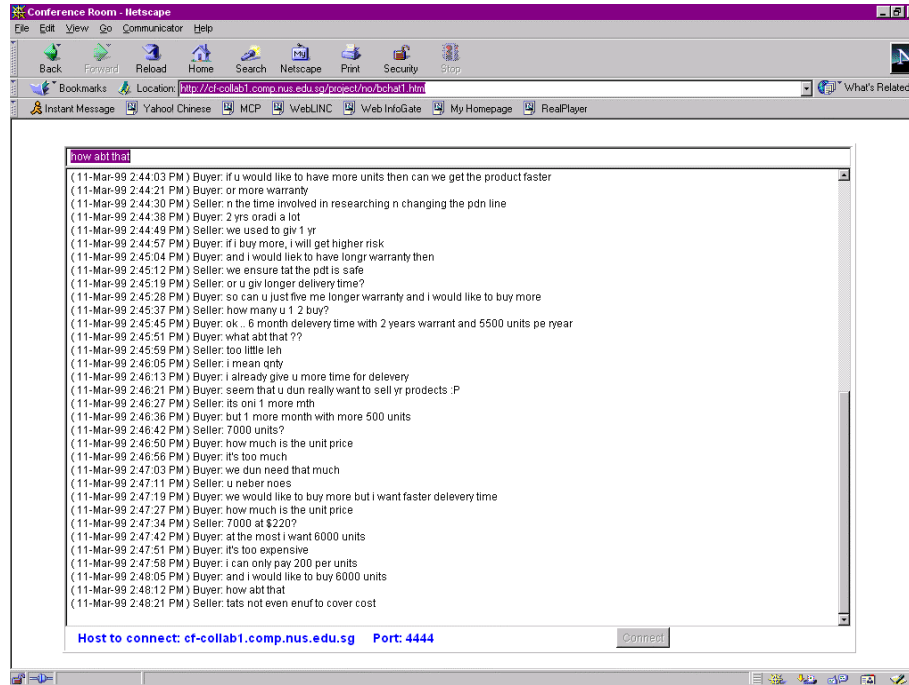 Conference Room - Netscape
File Edit View Go Communicator Help
Back Forward Reload Home Search Netscape Print Security Stop
Bookmarks Location: http://cf-collab1.comp.nus.edu.sg/project/no/bchat1.htm What's Related
Instant Message Yahoo! Chinese MCP WebLINC Web InfoGate My Homepage RealPlayer
how abt that
( 11-Mar-99 2:44:03 PM ) Buyer: if u would like to have more units then can we get the product faster
( 11-Mar-99 2:44:21 PM ) Buyer: or more warranty
( 11-Mar-99 2:44:30 PM ) Seller: n the time involved in researching n changing the pdn line
( 11-Mar-99 2:44:38 PM ) Buyer: 2 yrs oradi a lot
( 11-Mar-99 2:44:49 PM ) Seller: we used to giv 1 yr
( 11-Mar-99 2:44:57 PM ) Buyer: if i buy more, i will get higher risk
( 11-Mar-99 2:45:04 PM ) Buyer: and i would liek to have longr warranty then
( 11-Mar-99 2:45:12 PM ) Seller: we ensure tat the pdt is safe
( 11-Mar-99 2:45:19 PM ) Seller: or u giv longer delivery time?
( 11-Mar-99 2:45:28 PM ) Buyer: so can u just five me longer warranty and i would like to buy more
( 11-Mar-99 2:45:37 PM ) Seller: how many u 1 2 buy?
( 11-Mar-99 2:45:45 PM ) Buyer: ok .. 6 month delevery time with 2 years warrant and 5500 units pe ryear
( 11-Mar-99 2:45:51 PM ) Buyer: what abt that ??
( 11-Mar-99 2:45:59 PM ) Seller: too little leh
( 11-Mar-99 2:46:05 PM ) Seller: i mean qnty
( 11-Mar-99 2:46:13 PM ) Buyer: i already give u more time for delevery
( 11-Mar-99 2:46:21 PM ) Buyer: seem that u dun really want to sell yr prodects :P
( 11-Mar-99 2:46:27 PM ) Seller: its oni 1 more mth
( 11-Mar-99 2:46:36 PM ) Buyer: but 1 more month with more 500 units
( 11-Mar-99 2:46:42 PM ) Seller: 7000 units?
( 11-Mar-99 2:46:50 PM ) Buyer: how much is the unit price
( 11-Mar-99 2:46:56 PM ) Buyer: it's too much
( 11-Mar-99 2:47:03 PM ) Buyer: we dun need that much
( 11-Mar-99 2:47:11 PM ) Seller: u neber noes
( 11-Mar-99 2:47:19 PM ) Buyer: we would like to buy more but i want faster delevery time
( 11-Mar-99 2:47:27 PM ) Buyer: how much is the unit price
( 11-Mar-99 2:47:34 PM ) Seller: 7000 at $220?
( 11-Mar-99 2:47:42 PM ) Buyer: at the most i want 6000 units
( 11-Mar-99 2:47:51 PM ) Buyer: it's too expensive
( 11-Mar-99 2:47:58 PM ) Buyer: i can only pay 200 per units
( 11-Mar-99 2:48:05 PM ) Buyer: and i would like to buy 6000 units
( 11-Mar-99 2:48:12 PM ) Buyer: how abt that
( 11-Mar-99 2:48:21 PM ) Seller: tats not even enuf to cover cost
Host to connect: cf-collab1.comp.nus.edu.sg Port: 4444 Connect